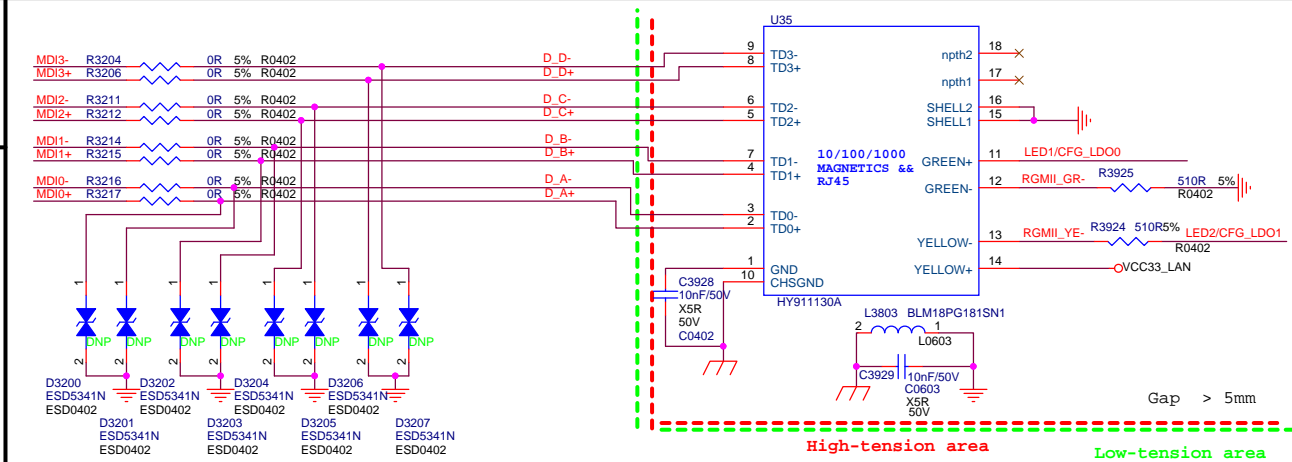 U35
MDI3- R3204 0R 5% R0402 D_D- 9 TD3- npth2 18
MDI3+ R3206 0R 5% R0402 D_D+ 8 TD3+ npth1 17
MDI2- R3211 0R 5% R0402 D_C- 6 TD2- SHELL2 16
MDI2+ R3212 0R 5% R0402 D_C+ 5 TD2+ SHELL1 15
MDI1- R3214 0R 5% R0402 D_B- 7 TD1- GREEN+ 11 LED1/CFG_LDO0
MDI1+ R3215 0R 5% R0402 D_B+ 4 TD1+ GREEN- 12 RGMII_GR- R3925 510R 5% R0402
10/100/1000
MAGNETICS &&
RJ45
MDI0- R3216 0R 5% R0402 D_A- 3 TD0-
MDI0+ R3217 0R 5% R0402 D_A+ 2 TD0+
YELLOW- 13 RGMII_YE- R3924 510R 5% R0402 LED2/CFG_LDO1
1 GND YELLOW+ 14 VCC33_LAN
10 CHSGND
HY911130A
C3928
10nF/50V
X5R
50V
C0402
1 1 1 1 1 1 1 1
DNP DNP DNP DNP
2 2 2 2 2 2 2 2
L3803 BLM18PG181SN1
2 1
L0603
C3929 10nF/50V
C0603
X5R
50V
D3200 D3202 D3204 D3206
ESD5341N ESD5341N ESD5341N ESD5341N
ESD0402 ESD0402 ESD0402 ESD0402
D3201 D3203 D3205 D3207
ESD5341N ESD5341N ESD5341N ESD5341N
ESD0402 ESD0402 ESD0402 ESD0402
Gap > 5mm
High-tension area
Low-tension area